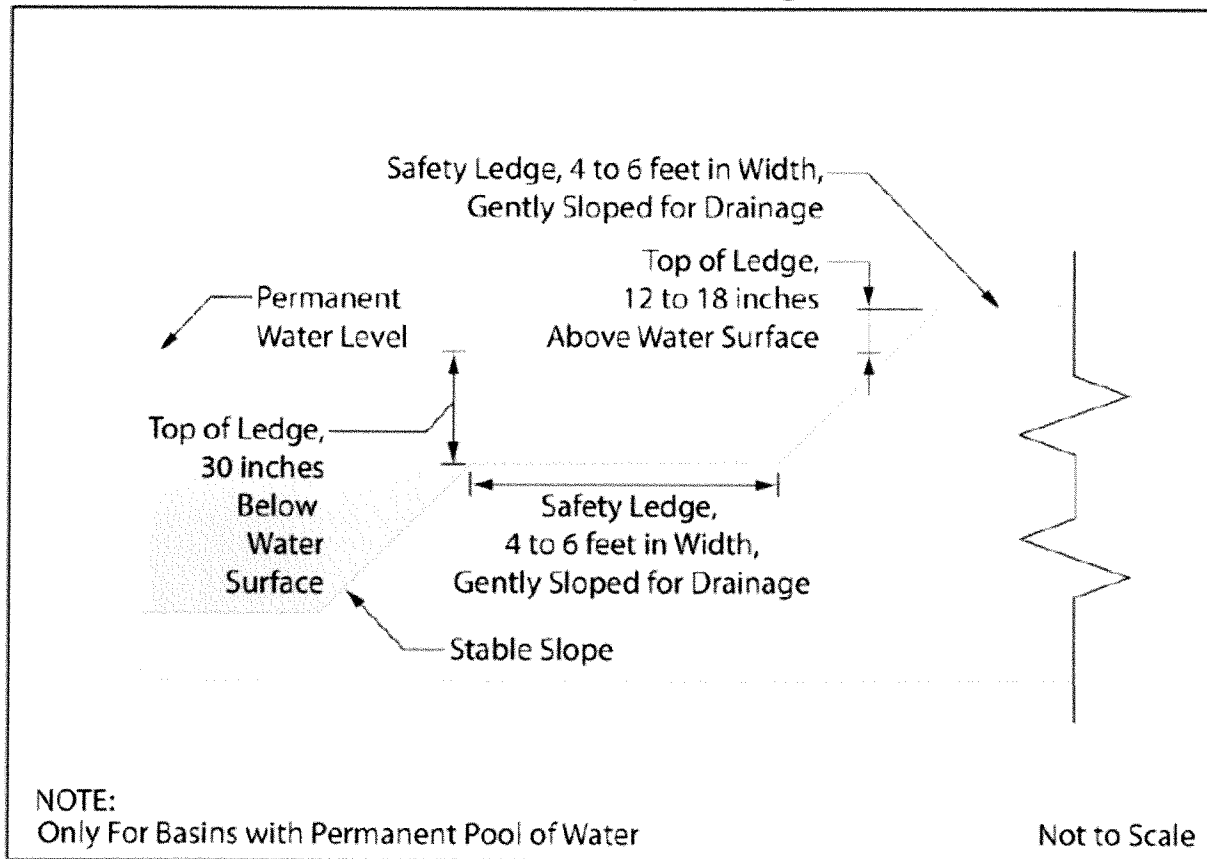 Safety Ledge, 4 to 6 feet in Width,
Gently Sloped for Drainage
Top of Ledge,
12 to 18 inches
Above Water Surface
Permanent
Water Level
Top of Ledge,
30 inches
Below
Water
Surface
Safety Ledge,
4 to 6 feet in Width,
Gently Sloped for Drainage
Stable Slope
NOTE:
Only For Basins with Permanent Pool of Water
Not to Scale